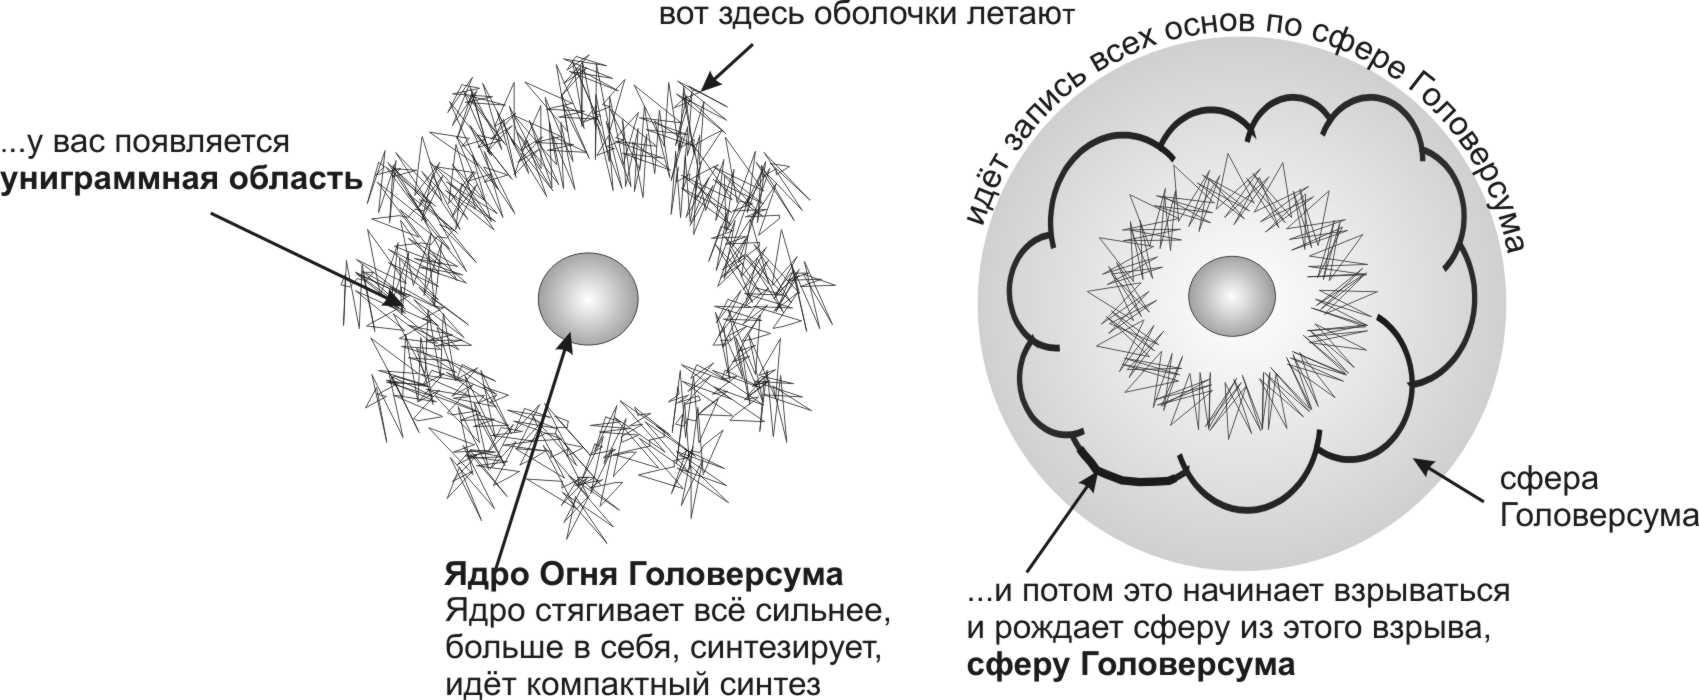 вот здесь оболочки летают
...у вас появляется
униграммная область
Ядро Огня Головерсума
Ядро стягивает всё сильнее,
больше в себя, синтезирует,
идёт компактный синтез
идёт запись всех основ по сфере Головерсума
сфера
Головерсума
...и потом это начинает взрываться
и рождает сферу из этого взрыва,
сферу Головерсума